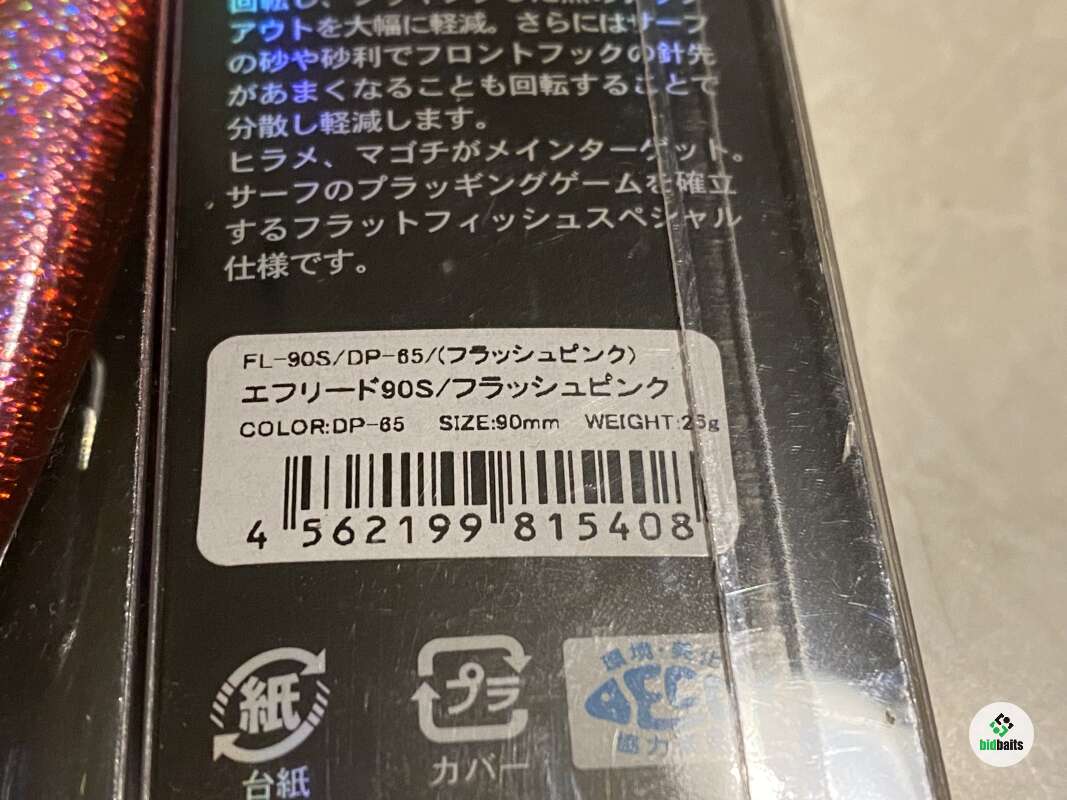 アウトを大幅に軽減。さらにはサーフ
の砂や砂利でフロントフックの針先
があまくなることも回転することで
分散し軽減します。
ヒラメ、マゴチがメインターゲット。
サーフのプラッギングゲームを確立
するフラットフィッシュスペシャル
仕様です。
FL-90S/DP-65/(フラッシュピンク)
エフリード90S/フラッシュピンク
COLOR:DP-65 SIZE:90mm WEIGHT:26g
4 562199 815408
紙
台紙
プラ
カバー
環境・美化
協力
bidbaits